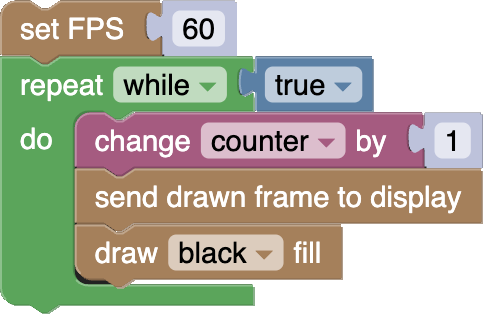 set FPS 60
repeat while true
do change counter by 1
send drawn frame to display
draw black fill